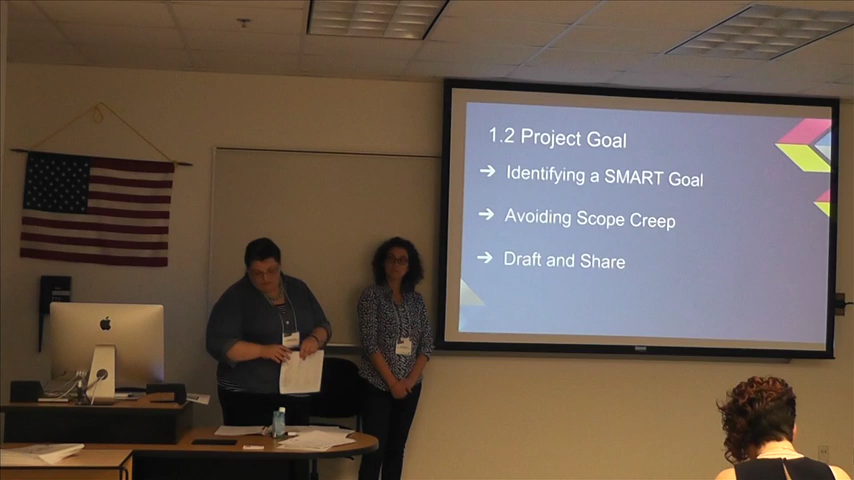 1.2 Project Goal
➔ Identifying a SMART Goal
➔ Avoiding Scope Creep
➔ Draft and Share